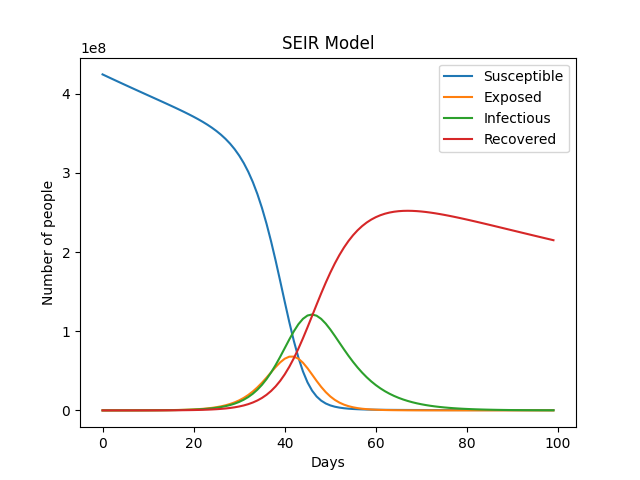 SEIR Model
1e8
Susceptible
Exposed
Infectious
Recovered
4
3
2
1
0
Number of people
0 20 40 60 80 100
Days